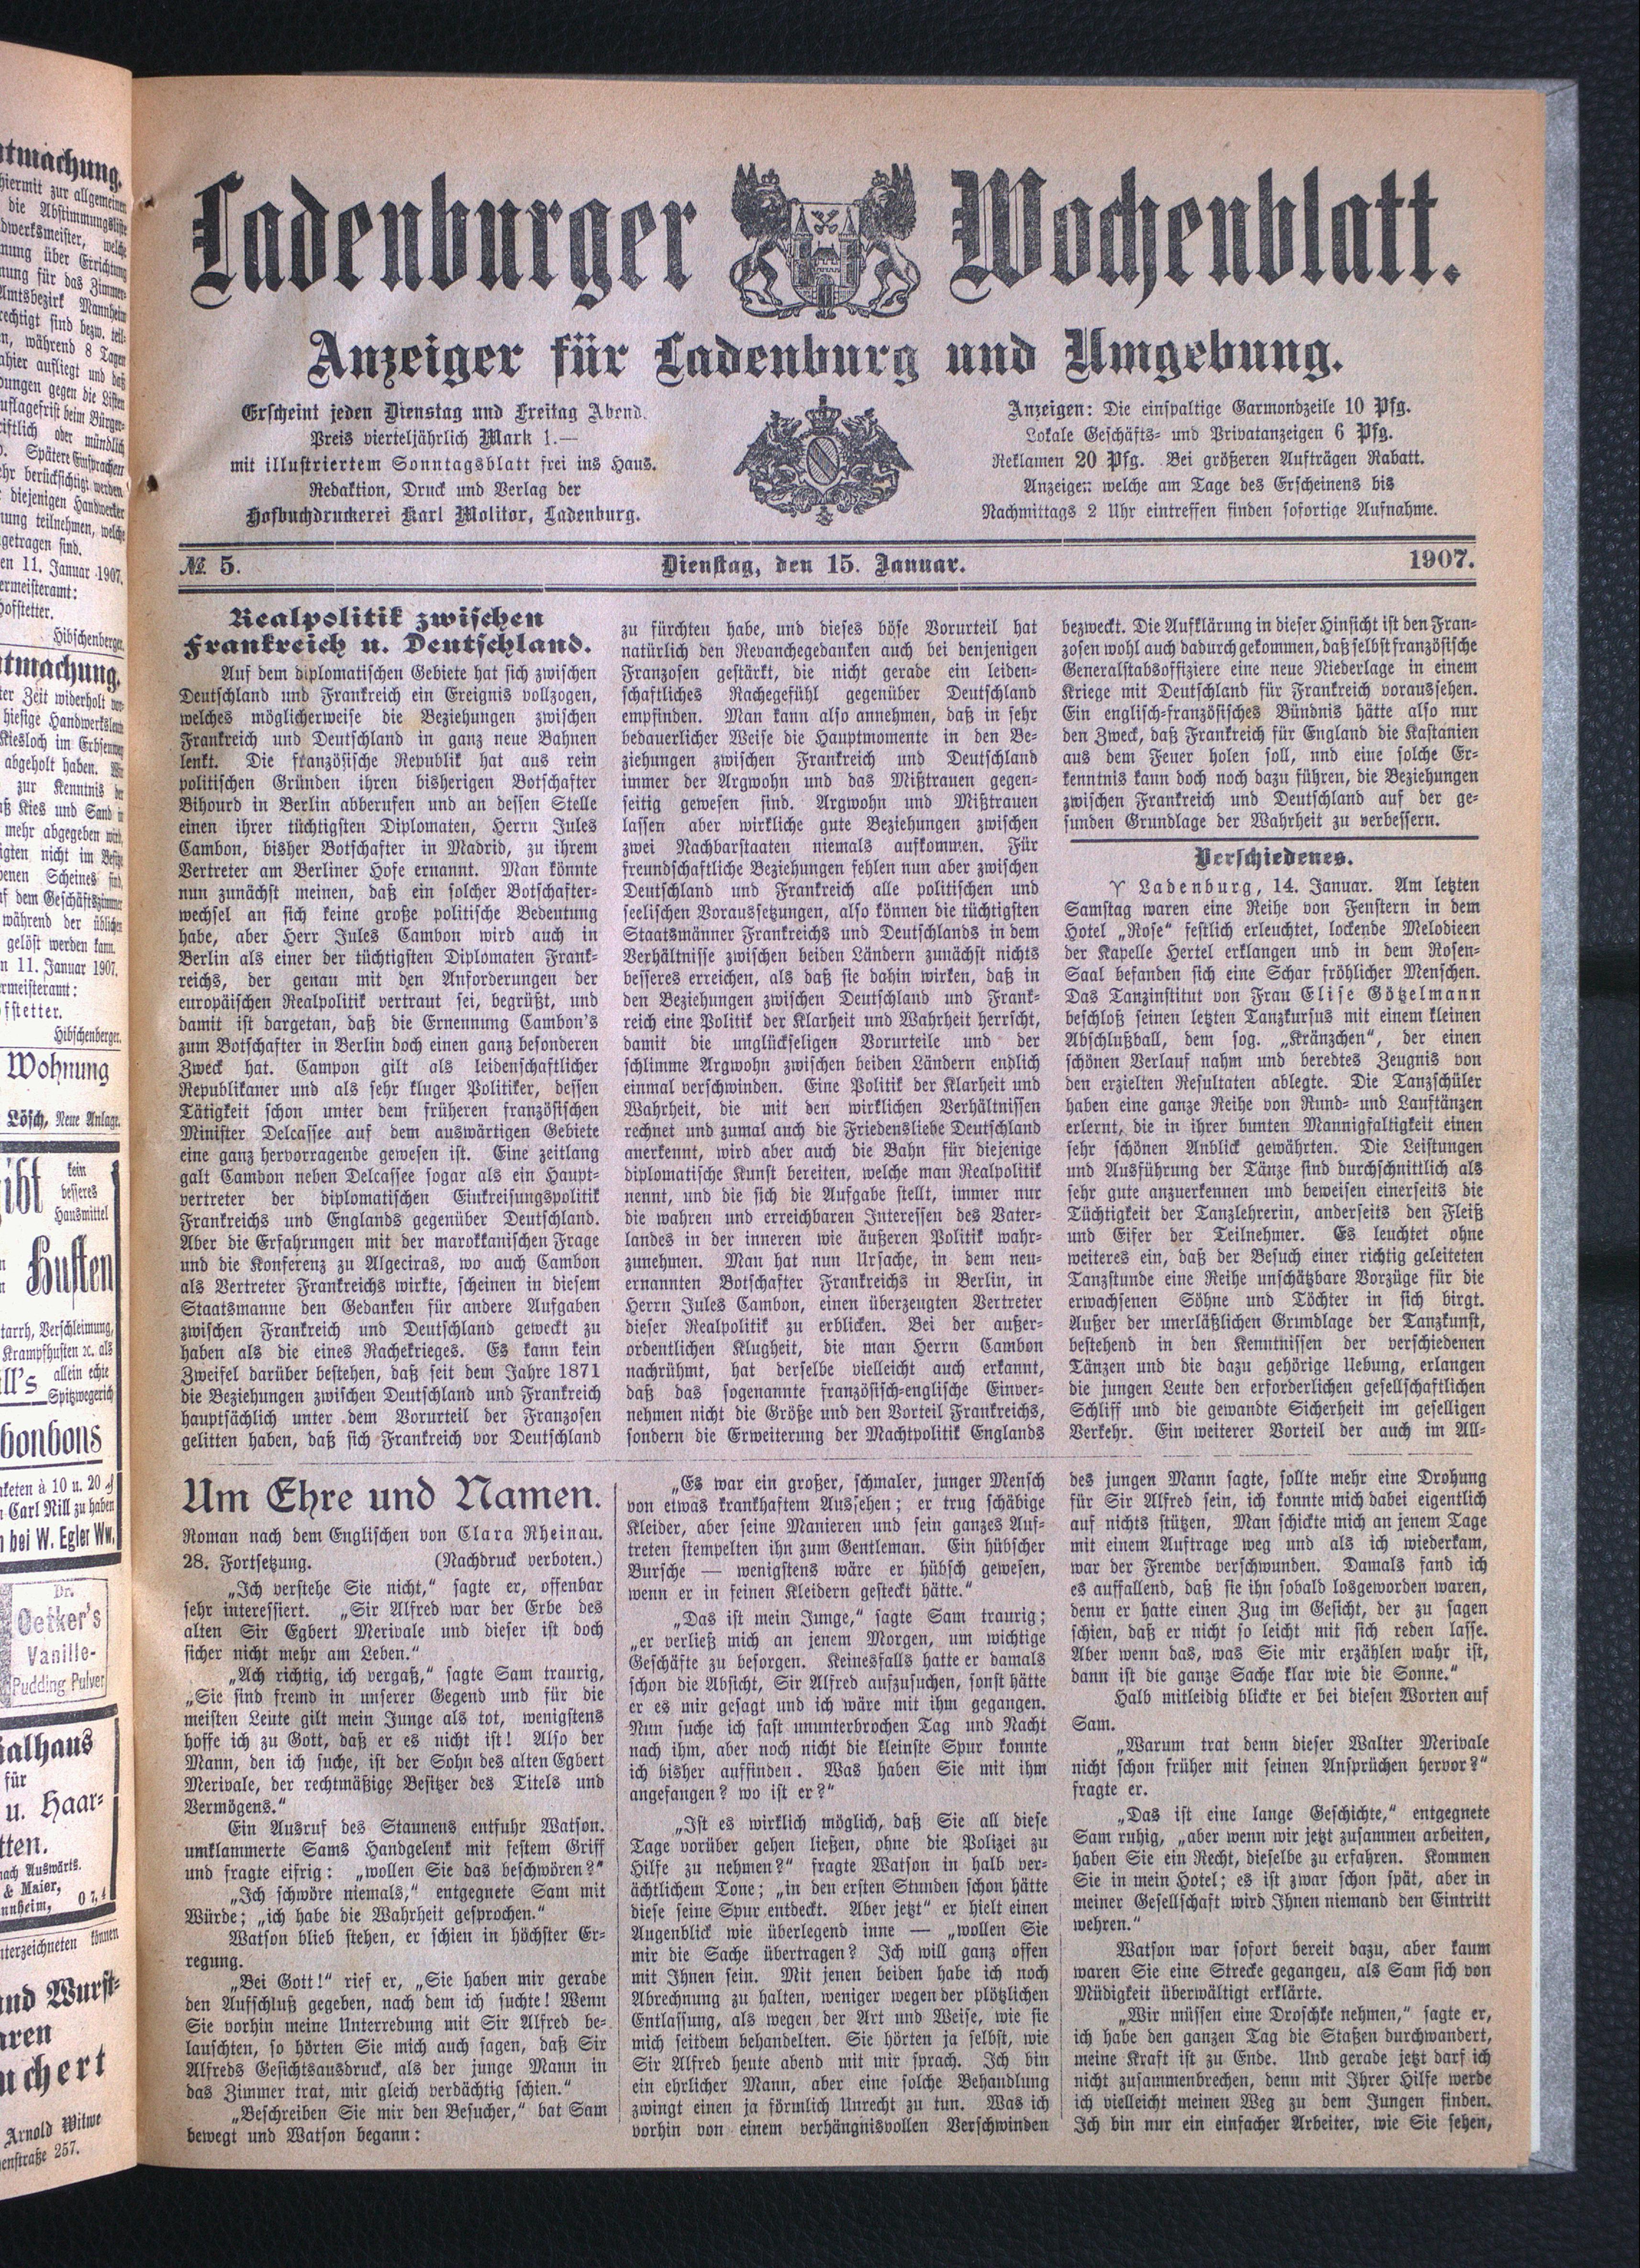 Ladenburger Wochenblatt.
Anzeiger für Ladenburg und Umgebung.
Erscheint jeden Dienstag und Freitag Abend.
Preis vierteljährlich Mark 1.—
mit illustriertem Sonntagsblatt frei ins Haus.
Redaktion, Druck und Verlag der
Hofbuchdruckerei Karl Molitor, Ladenburg.
Anzeigen: Die einspaltige Garmondzeile 10 Pfg.
Lokale Geschäfts- und Privatanzeigen 6 Pfg.
Reklamen 20 Pfg. Bei größeren Aufträgen Rabatt.
Anzeigen welche am Tage des Erscheinens bis
Nachmittags 2 Uhr eintreffen finden sofortige Aufnahme.
№ 5. Dienstag, den 15. Januar. 1907.
Realpolitik zwischen
Frankreich u. Deutschland.
Auf dem diplomatischen Gebiete hat sich zwischen
Deutschland und Frankreich ein Ereignis vollzogen,
welches möglicherweise die Beziehungen zwischen
Frankreich und Deutschland in ganz neue Bahnen
lenkt. Die französische Republik hat aus rein
politischen Gründen ihren bisherigen Botschafter
Bihourd in Berlin abberufen und an dessen Stelle
einen ihrer tüchtigsten Diplomaten, Herrn Jules
Cambon, bisher Botschafter in Madrid, zu ihrem
Vertreter am Berliner Hofe ernannt. Man könnte
nun zunächst meinen, daß ein solcher Botschafter-
wechsel an sich keine große politische Bedeutung
habe, aber Herr Jules Cambon wird auch in
Berlin als einer der tüchtigsten Diplomaten Frank-
reichs, der genau mit den Anforderungen der
europäischen Realpolitik vertraut sei, begrüßt, und
damit ist dargetan, daß die Ernennung Cambon's
zum Botschafter in Berlin doch einen ganz besonderen
Zweck hat. Campon gilt als leidenschaftlicher
Republikaner und als sehr kluger Politiker, dessen
Tätigkeit schon unter dem früheren französischen
Minister Delcassee auf dem auswärtigen Gebiete
eine ganz hervorragende gewesen ist. Eine zeitlang
galt Cambon neben Delcassee sogar als ein Haupt-
vertreter der diplomatischen Einkreisungspolitik
Frankreichs und Englands gegenüber Deutschland.
Aber die Erfahrungen mit der marokkanischen Frage
und die Konferenz zu Algeciras, wo auch Cambon
als Vertreter Frankreichs wirkte, scheinen in diesem
Staatsmanne den Gedanken für andere Aufgaben
zwischen Frankreich und Deutschland geweckt zu
haben als die eines Rachekrieges. Es kann kein
Zweifel darüber bestehen, daß seit dem Jahre 1871
die Beziehungen zwischen Deutschland und Frankreich
hauptsächlich unter dem Vorurteil der Franzosen
gelitten haben, daß sich Frankreich vor Deutschland
zu fürchten habe, und dieses böse Vorurteil hat
natürlich den Revanchegedanken auch bei denjenigen
Franzosen gestärkt, die nicht gerade ein leiden-
schaftliches Rachegefühl gegenüber Deutschland
empfinden. Man kann also annehmen, daß in sehr
bedauerlicher Weise die Hauptmomente in den Be-
ziehungen zwischen Frankreich und Deutschland
immer der Argwohn und das Mißtrauen gegen-
seitig gewesen sind. Argwohn und Mißtrauen
lassen aber wirkliche gute Beziehungen zwischen
zwei Nachbarstaaten niemals aufkommen. Für
freundschaftliche Beziehungen fehlen nun aber zwischen
Deutschland und Frankreich alle politischen und
seelischen Voraussetzungen, also können die tüchtigsten
Staatsmänner Frankreichs und Deutschlands in dem
Verhältnisse zwischen beiden Ländern zunächst nichts
besseres erreichen, als daß sie dahin wirken, daß in
den Beziehungen zwischen Deutschland und Frank-
reich eine Politik der Klarheit und Wahrheit herrscht,
damit die unglückseligen Vorurteile und der
schlimme Argwohn zwischen beiden Ländern endlich
einmal verschwinden. Eine Politik der Klarheit und
Wahrheit, die mit den wirklichen Verhältnissen
rechnet und zumal auch die Friedensliebe Deutschland
anerkennt, wird aber auch die Bahn für diejenige
diplomatische Kunst bereiten, welche man Realpolitik
nennt, und die sich die Aufgabe stellt, immer nur
die wahren und erreichbaren Interessen des Vater-
landes in der inneren wie äußeren Politik wahr-
zunehmen. Man hat nun Ursache, in dem neu-
ernannten Botschafter Frankreichs in Berlin, in
Herrn Jules Cambon, einen überzeugten Vertreter
dieser Realpolitik zu erblicken. Bei der außer-
ordentlichen Klugheit, die man Herrn Cambon
nachrühmt, hat derselbe vielleicht auch erkannt,
daß das sogenannte französisch-englische Einver-
nehmen nicht die Größe und den Vorteil Frankreichs,
sondern die Erweiterung der Machtpolitik Englands
bezweckt. Die Aufklärung in dieser Hinsicht ist den Fran-
zosen wohl auch dadurch gekommen, daß selbst französische
Generalstabsoffiziere eine neue Niederlage in einem
Kriege mit Deutschland für Frankreich voraussehen.
Ein englisch-französisches Bündnis hätte also nur
den Zweck, daß Frankreich für England die Kastanien
aus dem Feuer holen soll, und eine solche Er-
kenntnis kann doch noch dazu führen, die Beziehungen
zwischen Frankreich und Deutschland auf der ge-
sunden Grundlage der Wahrheit zu verbessern.
Verschiedenes.
Ladenburg, 14. Januar. Am letzten
Samstag waren eine Reihe von Fenstern in dem
Hotel „Rose“ festlich erleuchtet, lockende Melodieen
der Kapelle Hertel erklangen und in dem Rosen-
Saal befanden sich eine Schar fröhlicher Menschen.
Das Tanzinstitut von Frau Elise Götzelmann
beschloß seinen letzten Tanzkursus mit einem kleinen
Abschlußball, dem sog. „Kränzchen“, der einen
schönen Verlauf nahm und beredtes Zeugnis von
den erzielten Resultaten ablegte. Die Tanzschüler
haben eine ganze Reihe von Rund- und Lauftänzen
erlernt, die in ihrer bunten Mannigfaltigkeit einen
sehr schönen Anblick gewährten. Die Leistungen
und Ausführung der Tänze sind durchschnittlich als
sehr gute anzuerkennen und beweisen einerseits die
Tüchtigkeit der Tanzlehrerin, anderseits den Fleiß
und Eifer der Teilnehmer. Es leuchtet ohne
weiteres ein, daß der Besuch einer richtig geleiteten
Tanzstunde eine Reihe unschätzbare Vorzüge für die
erwachsenen Söhne und Töchter in sich birgt.
Außer der unerläßlichen Grundlage der Tanzkunst,
bestehend in den Kenntnissen der verschiedenen
Tänzen und die dazu gehörige Uebung, erlangen
die jungen Leute den erforderlichen gesellschaftlichen
Schliff und die gewandte Sicherheit im geselligen
Verkehr. Ein weiterer Vorteil der auch im All-
Um Ehre und Namen.
Roman nach dem Englischen von Clara Rheinau.
28. Fortsetzung. (Nachdruck verboten.)
„Ich verstehe Sie nicht,“ sagte er, offenbar
sehr interessiert. „Sir Alfred war der Erbe des
alten Sir Egbert Merivale und dieser ist doch
sicher nicht mehr am Leben.“
„Ach richtig, ich vergaß,“ sagte Sam traurig,
„Sie sind fremd in unserer Gegend und für die
meisten Leute gilt mein Junge als tot, wenigstens
hoffe ich zu Gott, daß er es nicht ist! Also der
Mann, den ich suche, ist der Sohn des alten Egbert
Merivale, der rechtmäßige Besitzer des Titels und
Vermögens.“
Ein Ausruf des Staunens entfuhr Watson.
umklammerte Sams Handgelenk mit festem Griff
und fragte eifrig: „wollen Sie das beschwören?“
„Ich schwöre niemals,“ entgegnete Sam mit
Würde; „ich habe die Wahrheit gesprochen.“
Watson blieb stehen, er schien in höchster Er-
regung.
„Bei Gott!“ rief er, „Sie haben mir gerade
den Aufschluß gegeben, nach dem ich suchte! Wenn
Sie vorhin meine Unterredung mit Sir Alfred be-
lauschten, so hörten Sie mich auch sagen, daß Sir
Alfreds Gesichtsausdruck, als der junge Mann in
das Zimmer trat, mir gleich verdächtig schien.“
„Beschreiben Sie mir den Besucher,“ bat Sam
bewegt und Watson begann:
„Es war ein großer, schmaler, junger Mensch
von etwas krankhaftem Aussehen; er trug schäbige
Kleider, aber seine Manieren und sein ganzes Auf-
treten stempelten ihn zum Gentleman. Ein hübscher
Bursche — wenigstens wäre er hübsch gewesen,
wenn er in feinen Kleidern gesteckt hätte.“
„Das ist mein Junge,“ sagte Sam traurig;
„er verließ mich an jenem Morgen, um wichtige
Geschäfte zu besorgen. Keinesfalls hatte er damals
schon die Absicht, Sir Alfred aufzusuchen, sonst hätte
er es mir gesagt und ich wäre mit ihm gegangen.
Nun suche ich fast ununterbrochen Tag und Nacht
nach ihm, aber noch nicht die kleinste Spur konnte
ich bisher auffinden. Was haben Sie mit ihm
angefangen? wo ist er?“
„Ist es wirklich möglich, daß Sie all diese
Tage vorüber gehen ließen, ohne die Polizei zu
Hilfe zu nehmen?“ fragte Watson in halb ver-
ächtlichem Tone; „in den ersten Stunden schon hätte
diese seine Spur entdeckt. Aber jetzt“ er hielt einen
Augenblick wie überlegend inne — „wollen Sie
mir die Sache übertragen? Ich will ganz offen
mit Ihnen sein. Mit jenen beiden habe ich noch
Abrechnung zu halten, weniger wegen der plötzlichen
Entlassung, als wegen der Art und Weise, wie sie
mich seitdem behandelten. Sie hörten ja selbst, wie
Sir Alfred heute abend mit mir sprach. Ich bin
ein ehrlicher Mann, aber eine solche Behandlung
zwingt einen ja förmlich Unrecht zu tun. Was ich
vorhin von einem verhängnisvollen Verschwinden
des jungen Mann sagte, sollte mehr eine Drohung
für Sir Alfred sein, ich konnte mich dabei eigentlich
auf nichts stützen, Man schickte mich an jenem Tage
mit einem Auftrage weg und als ich wiederkam,
war der Fremde verschwunden. Damals fand ich
es auffallend, daß sie ihn sobald losgeworden waren,
denn er hatte einen Zug im Gesicht, der zu sagen
schien, daß er nicht so leicht mit sich reden lasse.
Aber wenn das, was Sie mir erzählen wahr ist,
dann ist die ganze Sache klar wie die Sonne.“
Halb mitleidig blickte er bei diesen Worten auf
Sam.
„Warum trat denn dieser Walter Merivale
nicht schon früher mit seinen Ansprüchen hervor?“
fragte er.
„Das ist eine lange Geschichte,“ entgegnete
Sam ruhig, „aber wenn wir jetzt zusammen arbeiten,
haben Sie ein Recht, dieselbe zu erfahren. Kommen
Sie in mein Hotel; es ist zwar schon spät, aber in
meiner Gesellschaft wird Ihnen niemand den Eintritt
wehren.“
Watson war sofort bereit dazu, aber kaum
waren Sie eine Strecke gegangen, als Sam sich von
Müdigkeit überwältigt erklärte.
„Wir müssen eine Droschke nehmen,“ sagte er,
ich habe den ganzen Tag die Staßen durchwandert,
meine Kraft ist zu Ende. Und gerade jetzt darf ich
nicht zusammenbrechen, denn mit Ihrer Hilfe werde
ich vielleicht meinen Weg zu dem Jungen finden.
Ich bin nur ein einfacher Arbeiter, wie Sie sehen,